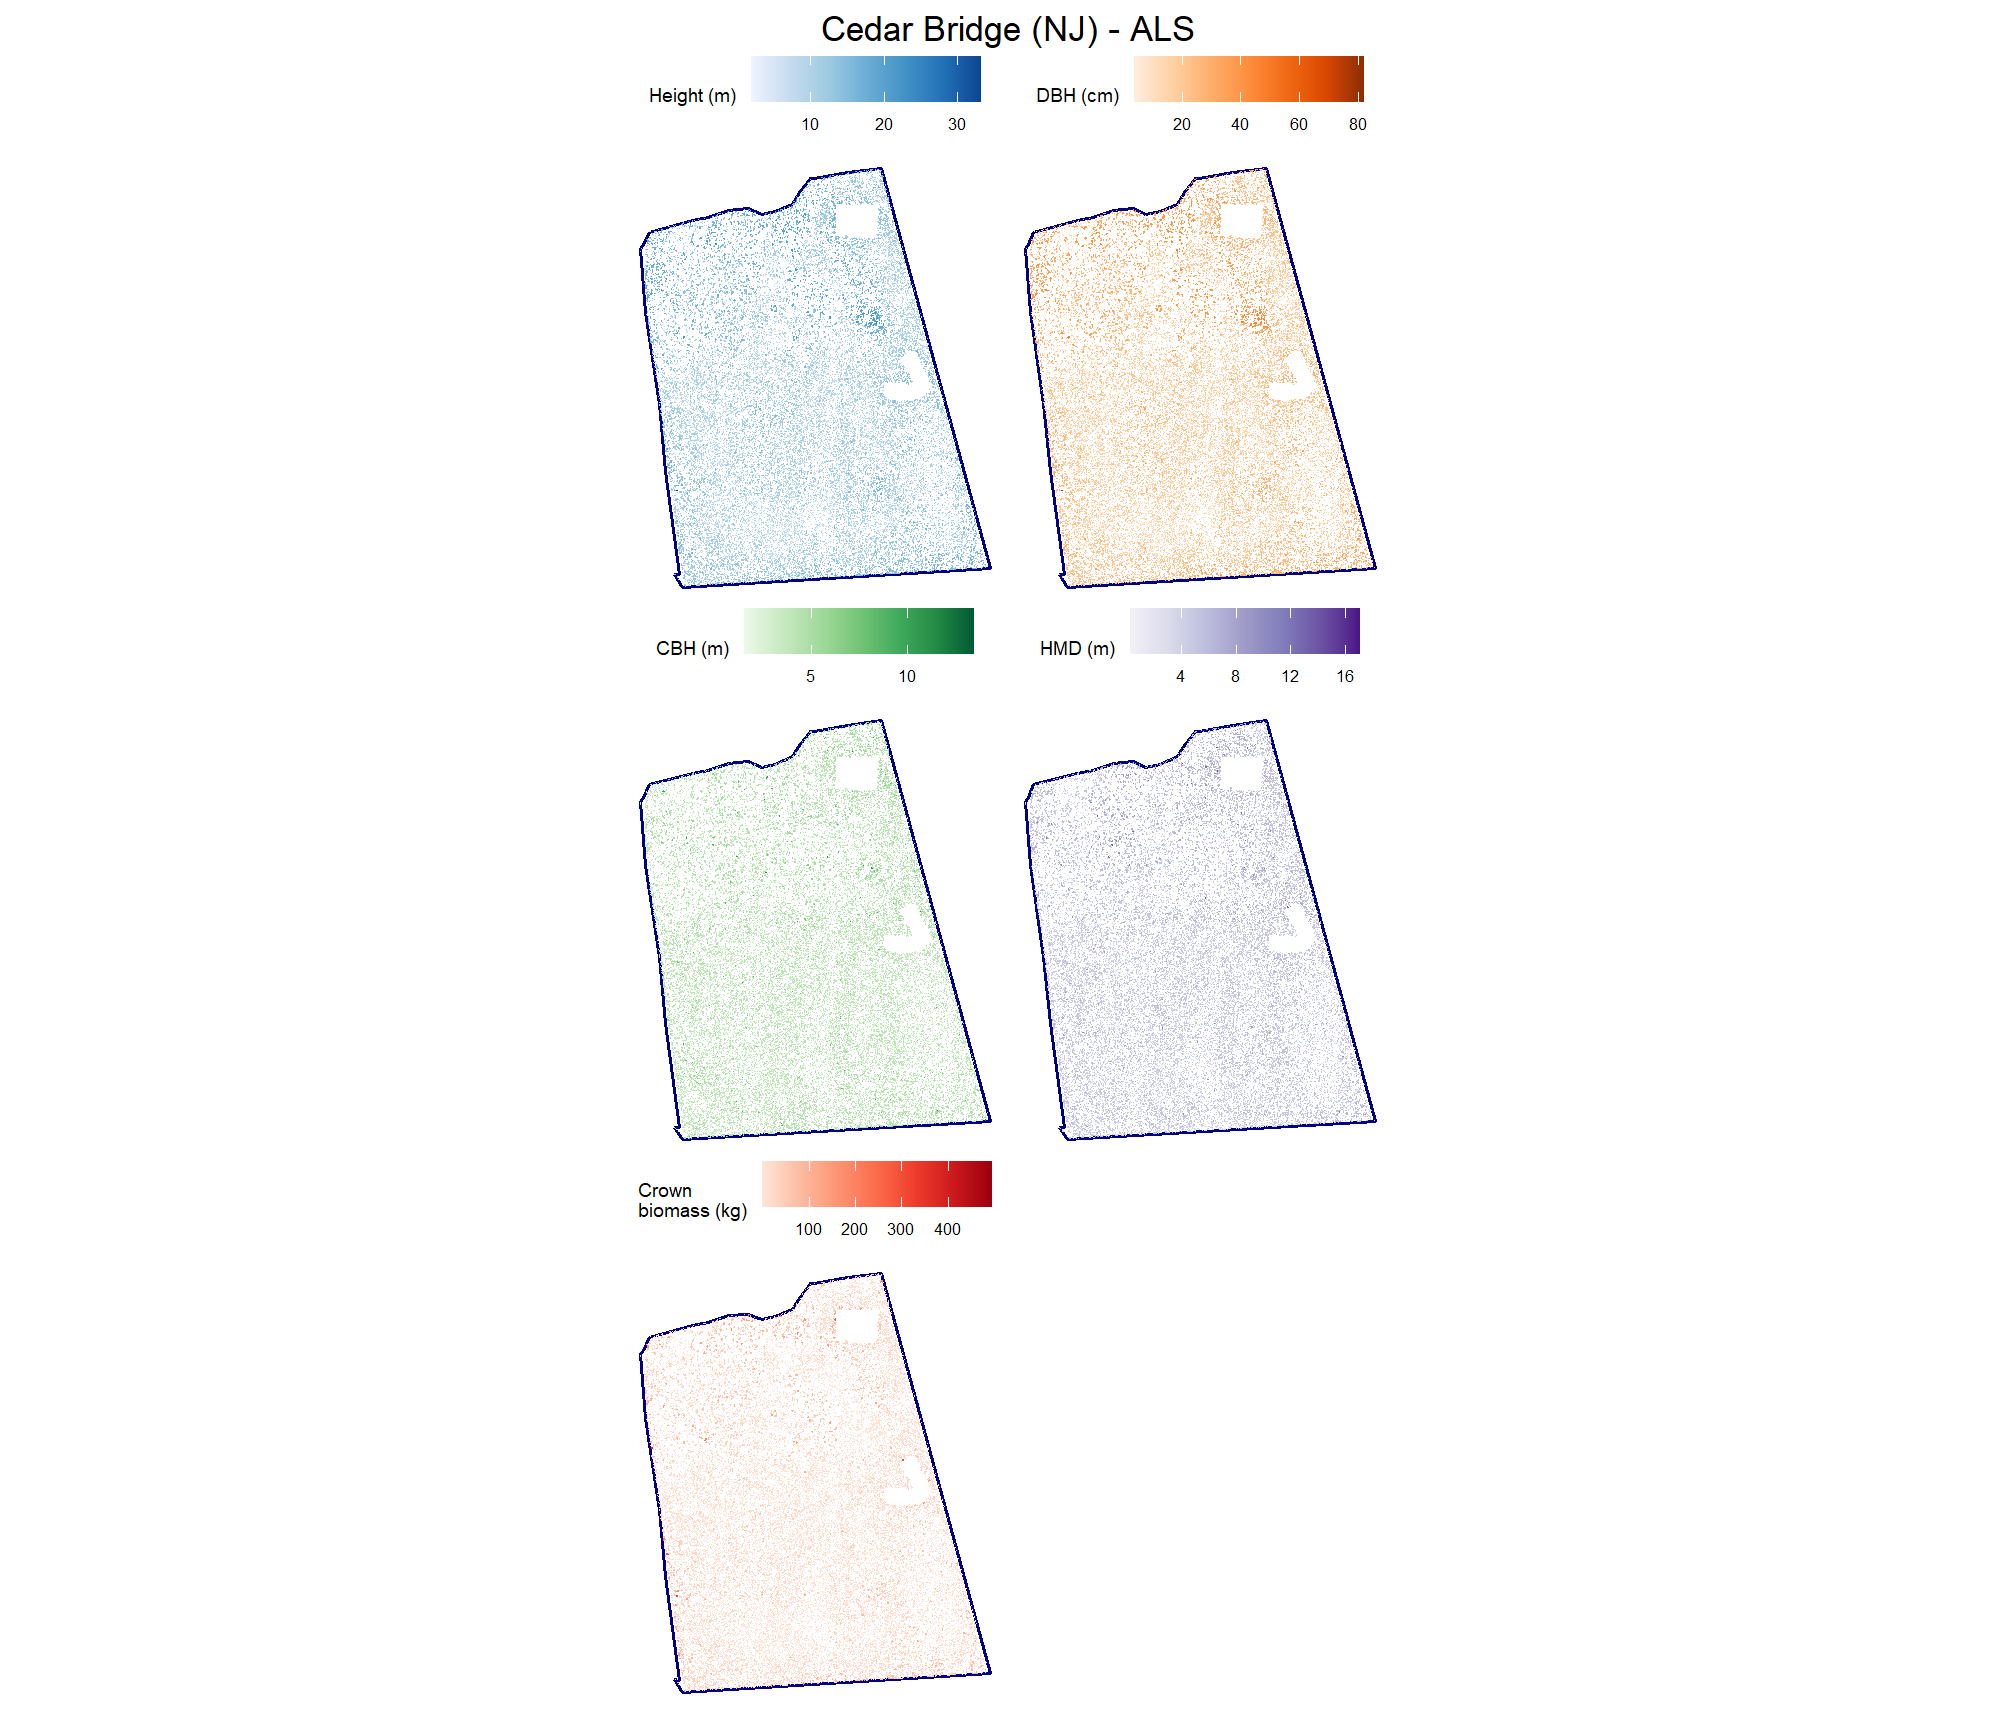 Cedar Bridge (NJ) - ALS
Height (m)
10 20 30
DBH (cm)
20 40 60 80
CBH (m)
5 10
HMD (m)
4 8 12 16
Crown
biomass (kg)
100 200 300 400